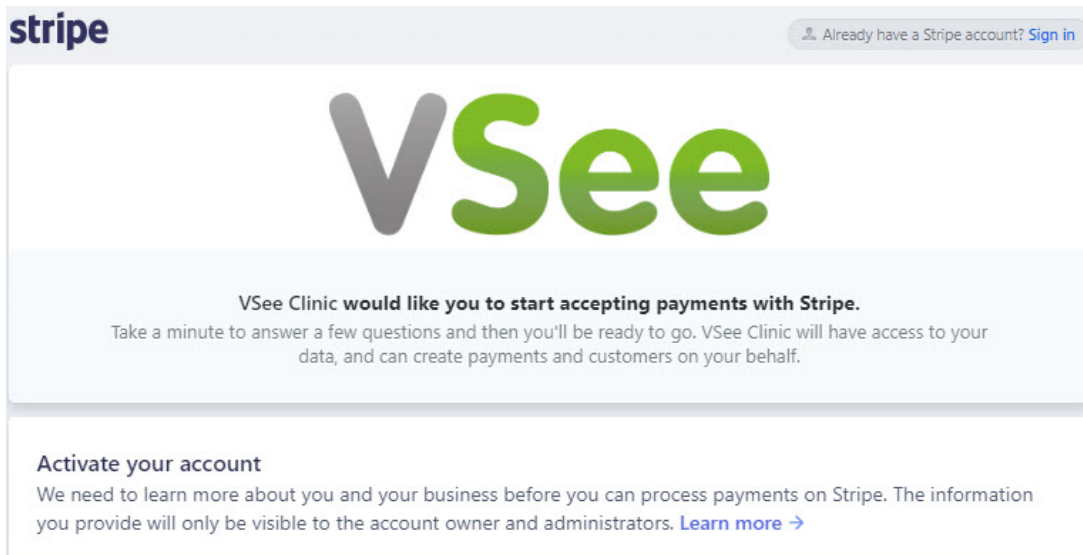 stripe
Already have a Stripe account? Sign in
VSee
VSee Clinic would like you to start accepting payments with Stripe.
Take a minute to answer a few questions and then you'll be ready to go. VSee Clinic will have access to your
data, and can create payments and customers on your behalf.
Activate your account
We need to learn more about you and your business before you can process payments on Stripe. The information
you provide will only be visible to the account owner and administrators. Learn more →